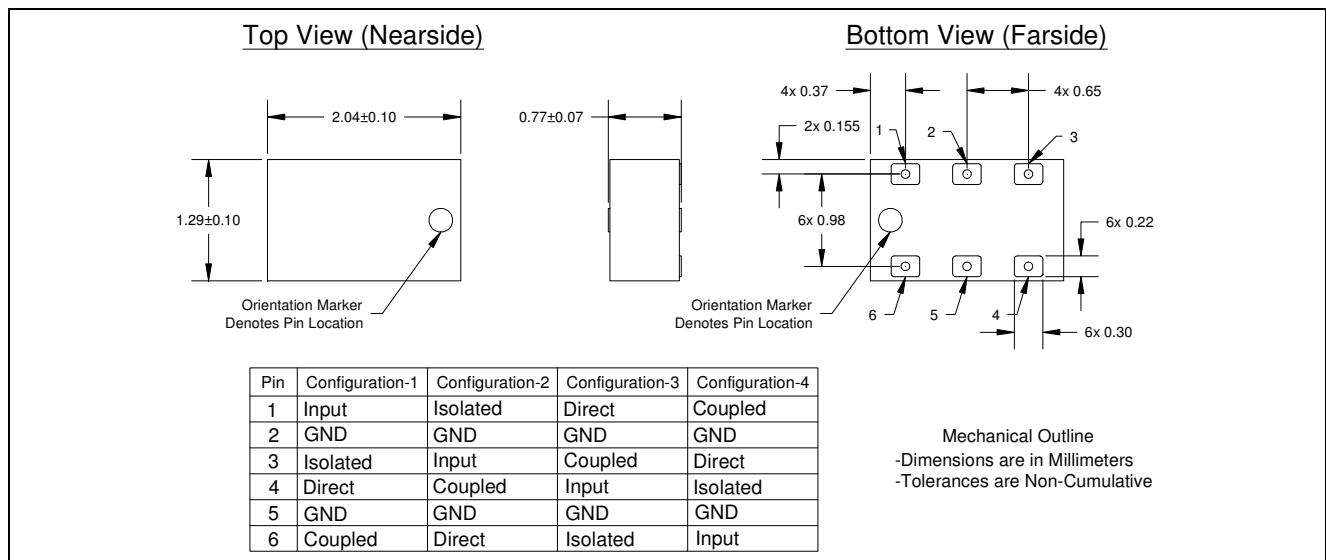 Top View (Nearside)
Bottom View (Farside)
4x 0.37
4x 0.65
2.04±0.10
0.77±0.07
2x 0.155
1
2
3
1.29±0.10
6x 0.98
6x 0.22
Orientation Marker
Denotes Pin Location
Orientation Marker
Denotes Pin Location
6
5
4
6x 0.30
Pin Configuration-1 Configuration-2 Configuration-3 Configuration-4
1 Input Isolated Direct Coupled
2 GND GND GND GND
3 Isolated Input Coupled Direct
4 Direct Coupled Input Isolated
5 GND GND GND GND
6 Coupled Direct Isolated Input
Mechanical Outline
-Dimensions are in Millimeters
-Tolerances are Non-Cumulative